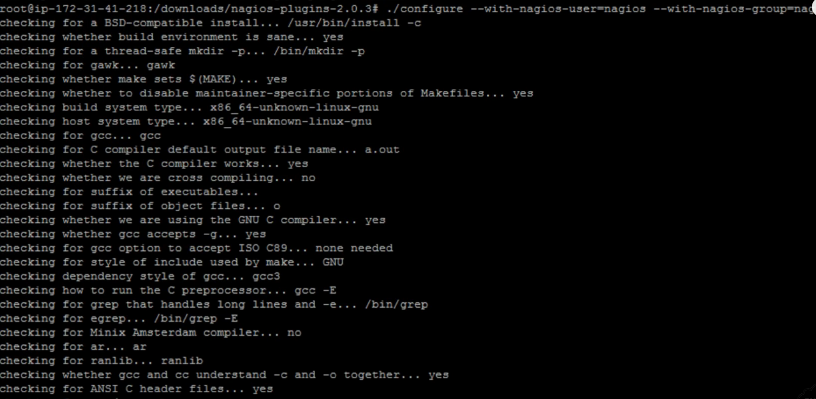 root@ip-172-31-41-218:/downloads/nagios-plugins-2.0.3# ./configure --with-nagios-user=nagios --with-nagios-group=nag
checking for a BSD-compatible install... /usr/bin/install -c
checking whether build environment is sane... yes
checking for a thread-safe mkdir -p... /bin/mkdir -p
checking for gawk... gawk
checking whether make sets $(MAKE)... yes
checking whether to disable maintainer-specific portions of Makefiles... yes
checking build system type... x86_64-unknown-linux-gnu
checking host system type... x86_64-unknown-linux-gnu
checking for gcc... gcc
checking for C compiler default output file name... a.out
checking whether the C compiler works... yes
checking whether we are cross compiling... no
checking for suffix of executables...
checking for suffix of object files... o
checking whether we are using the GNU C compiler... yes
checking whether gcc accepts -g... yes
checking for gcc option to accept ISO C89... none needed
checking for style of include used by make... GNU
checking dependency style of gcc... gcc3
checking how to run the C preprocessor... gcc -E
checking for grep that handles long lines and -e... /bin/grep
checking for egrep... /bin/grep -E
checking for Minix Amsterdam compiler... no
checking for ar... ar
checking for ranlib... ranlib
checking whether gcc and cc understand -c and -o together... yes
checking for ANSI C header files... yes